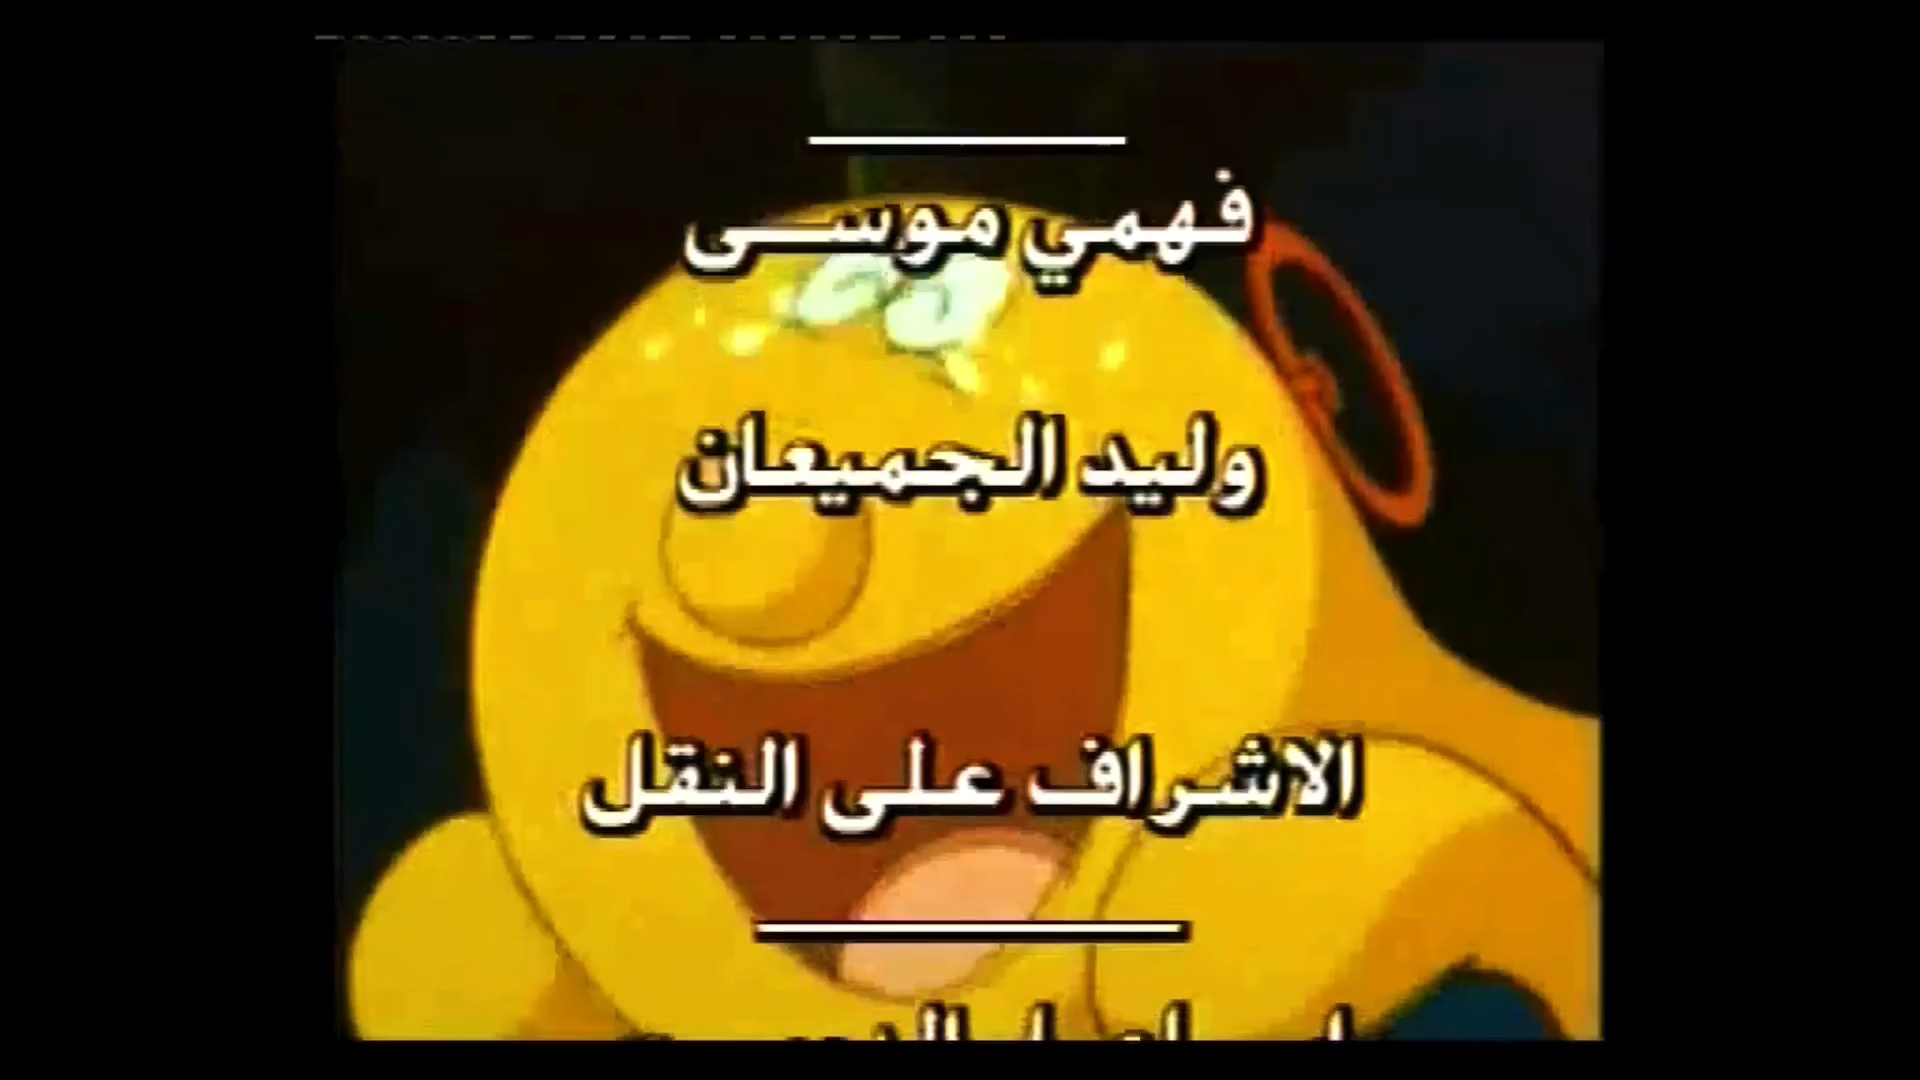 فهمي موسى
وليد الجميعان
الاشراف على النقل